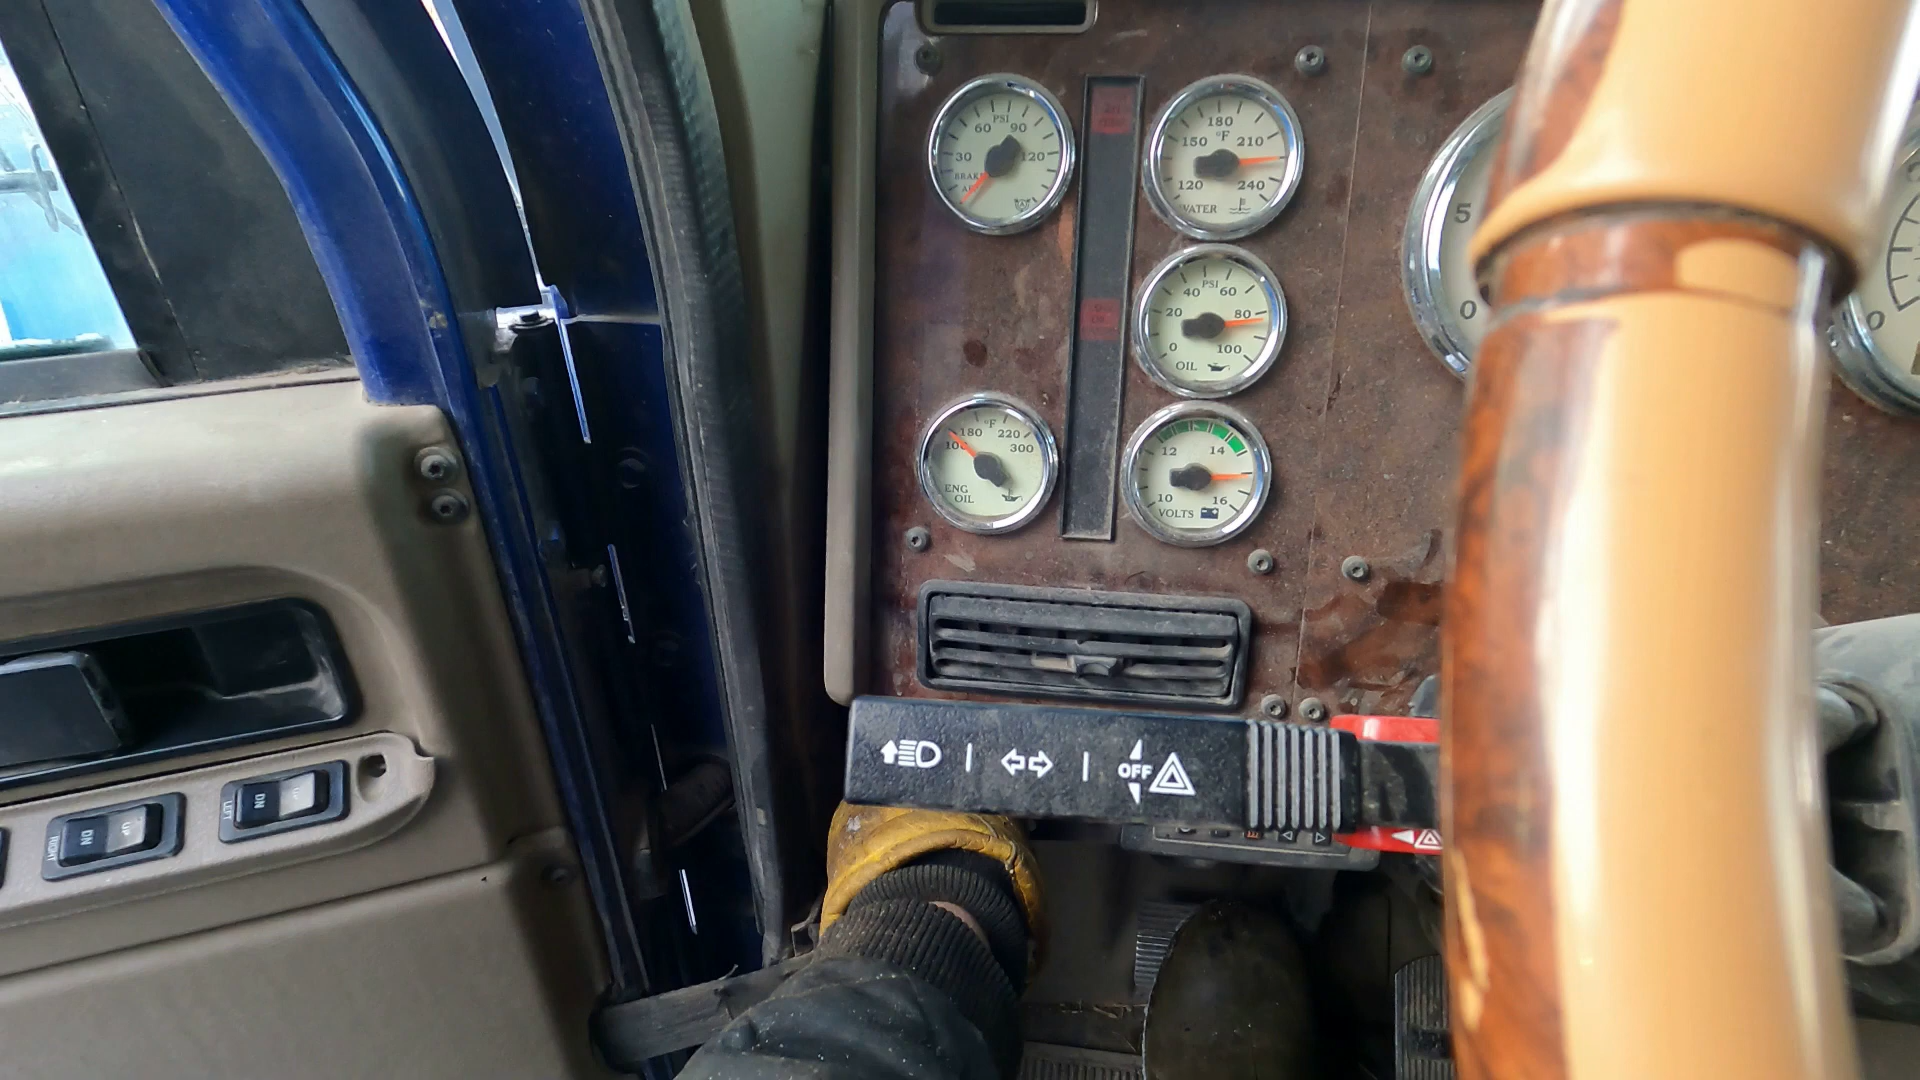 PSI
60 90
30 120
BRAKE
180
°F
150 210
120 240
WATER
PSI
40 60
20 80
0 100
OIL
°F
180 220
100 300
ENG
OIL
12 14
10 16
VOLTS
5
0
0
OFF
UP
DN
RIGHT
UP
DN
LEFT